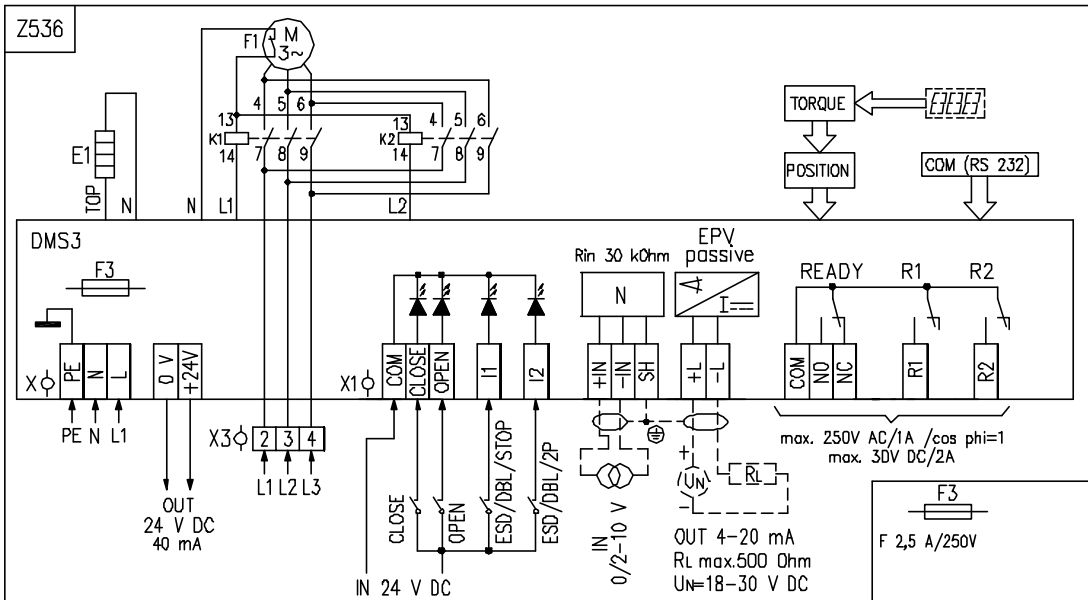 Z536
F1
M
3~
4 5 6
13
K1
14
7 8 9
13
K2
14
4 5 6
7 8 9
E1
TOP
N
N
L1
L2
TORQUE
POSITION
COM (RS 232)
DMS3
F3
X
PE
N
L
0 V
+24V
PE N L1
OUT
24 V DC
40 mA
X3
2 3 4
L1 L2 L3
X1
COM
CLOSE
OPEN
I1
I2
CLOSE
OPEN
ESD/DBL/STOP
ESD/DBL/2P
IN 24 V DC
Rin 30 kOhm
N
+IN
-IN
SH
IN
0/2-10 V
EPV
passive
I
+L
-L
+
UN
-
RL
OUT 4-20 mA
RL max.500 Ohm
UN=18-30 V DC
READY
R1
R2
COM
NO
NC
R1
R2
max. 250V AC/1A /cos phi=1
max. 30V DC/2A
F3
F 2,5 A/250V